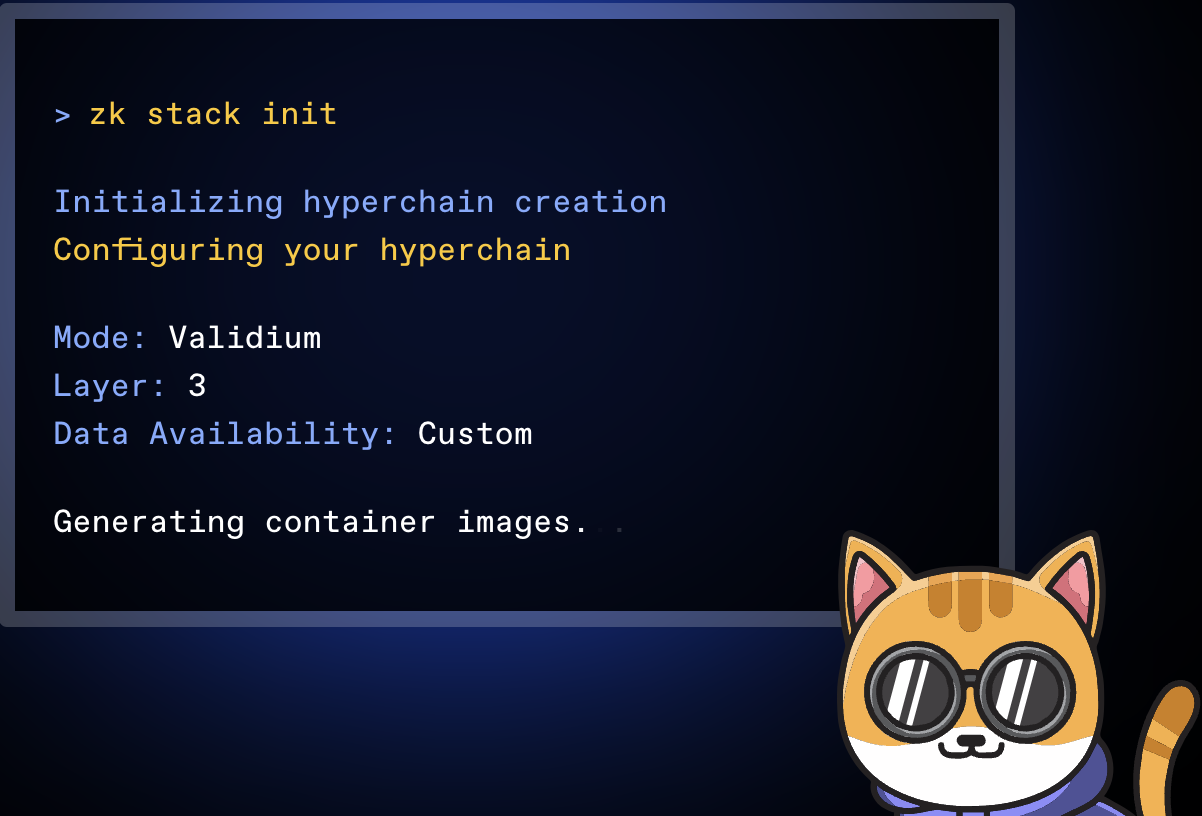 > zk stack init
Initializing hyperchain creation
Configuring your hyperchain
Mode: Validium
Layer: 3
Data Availability: Custom
Generating container images...